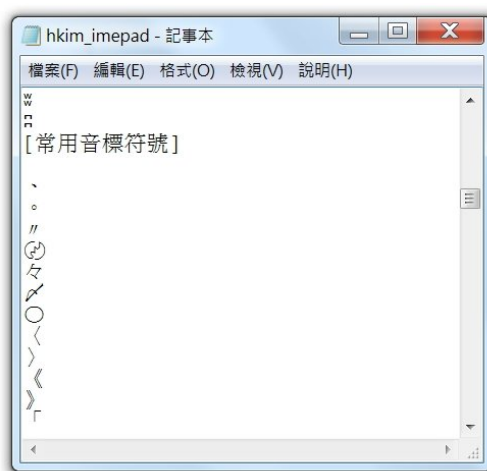 hkim_imepad - 記事本
檔案(F) 編輯(E) 格式(O) 檢視(V) 說明(H)
[常用音標符號]
、
。
〃
〄
々
〆
〇
〈
〉
《
》
「